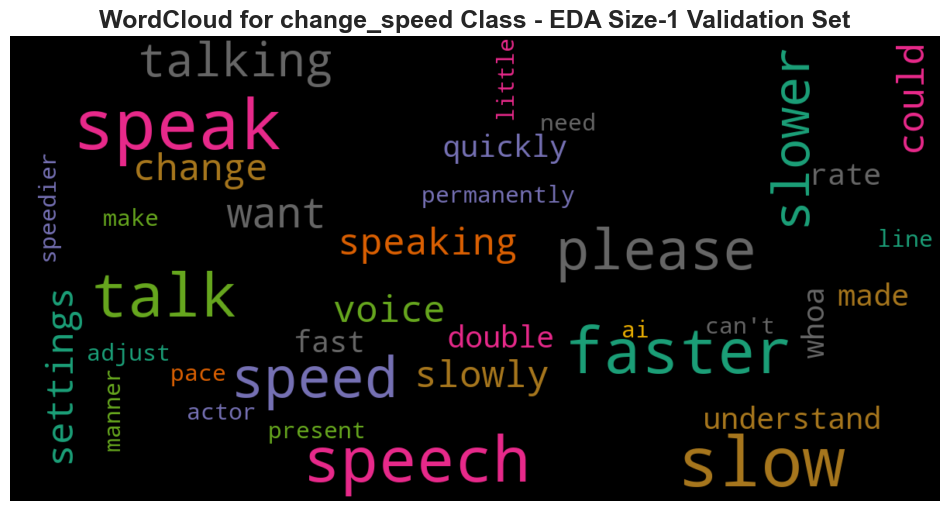 WordCloud for change_speed Class - EDA Size-1 Validation Set
talking
little
slower
could
speak
need
quickly
change
rate
speedier
permanently
make
want
speaking
please
line
talk
settings
voice
made
whoa
ai
can't
double
faster
fast
adjust
pace
speed
slowly
manner
actor
understand
present
speech
slow